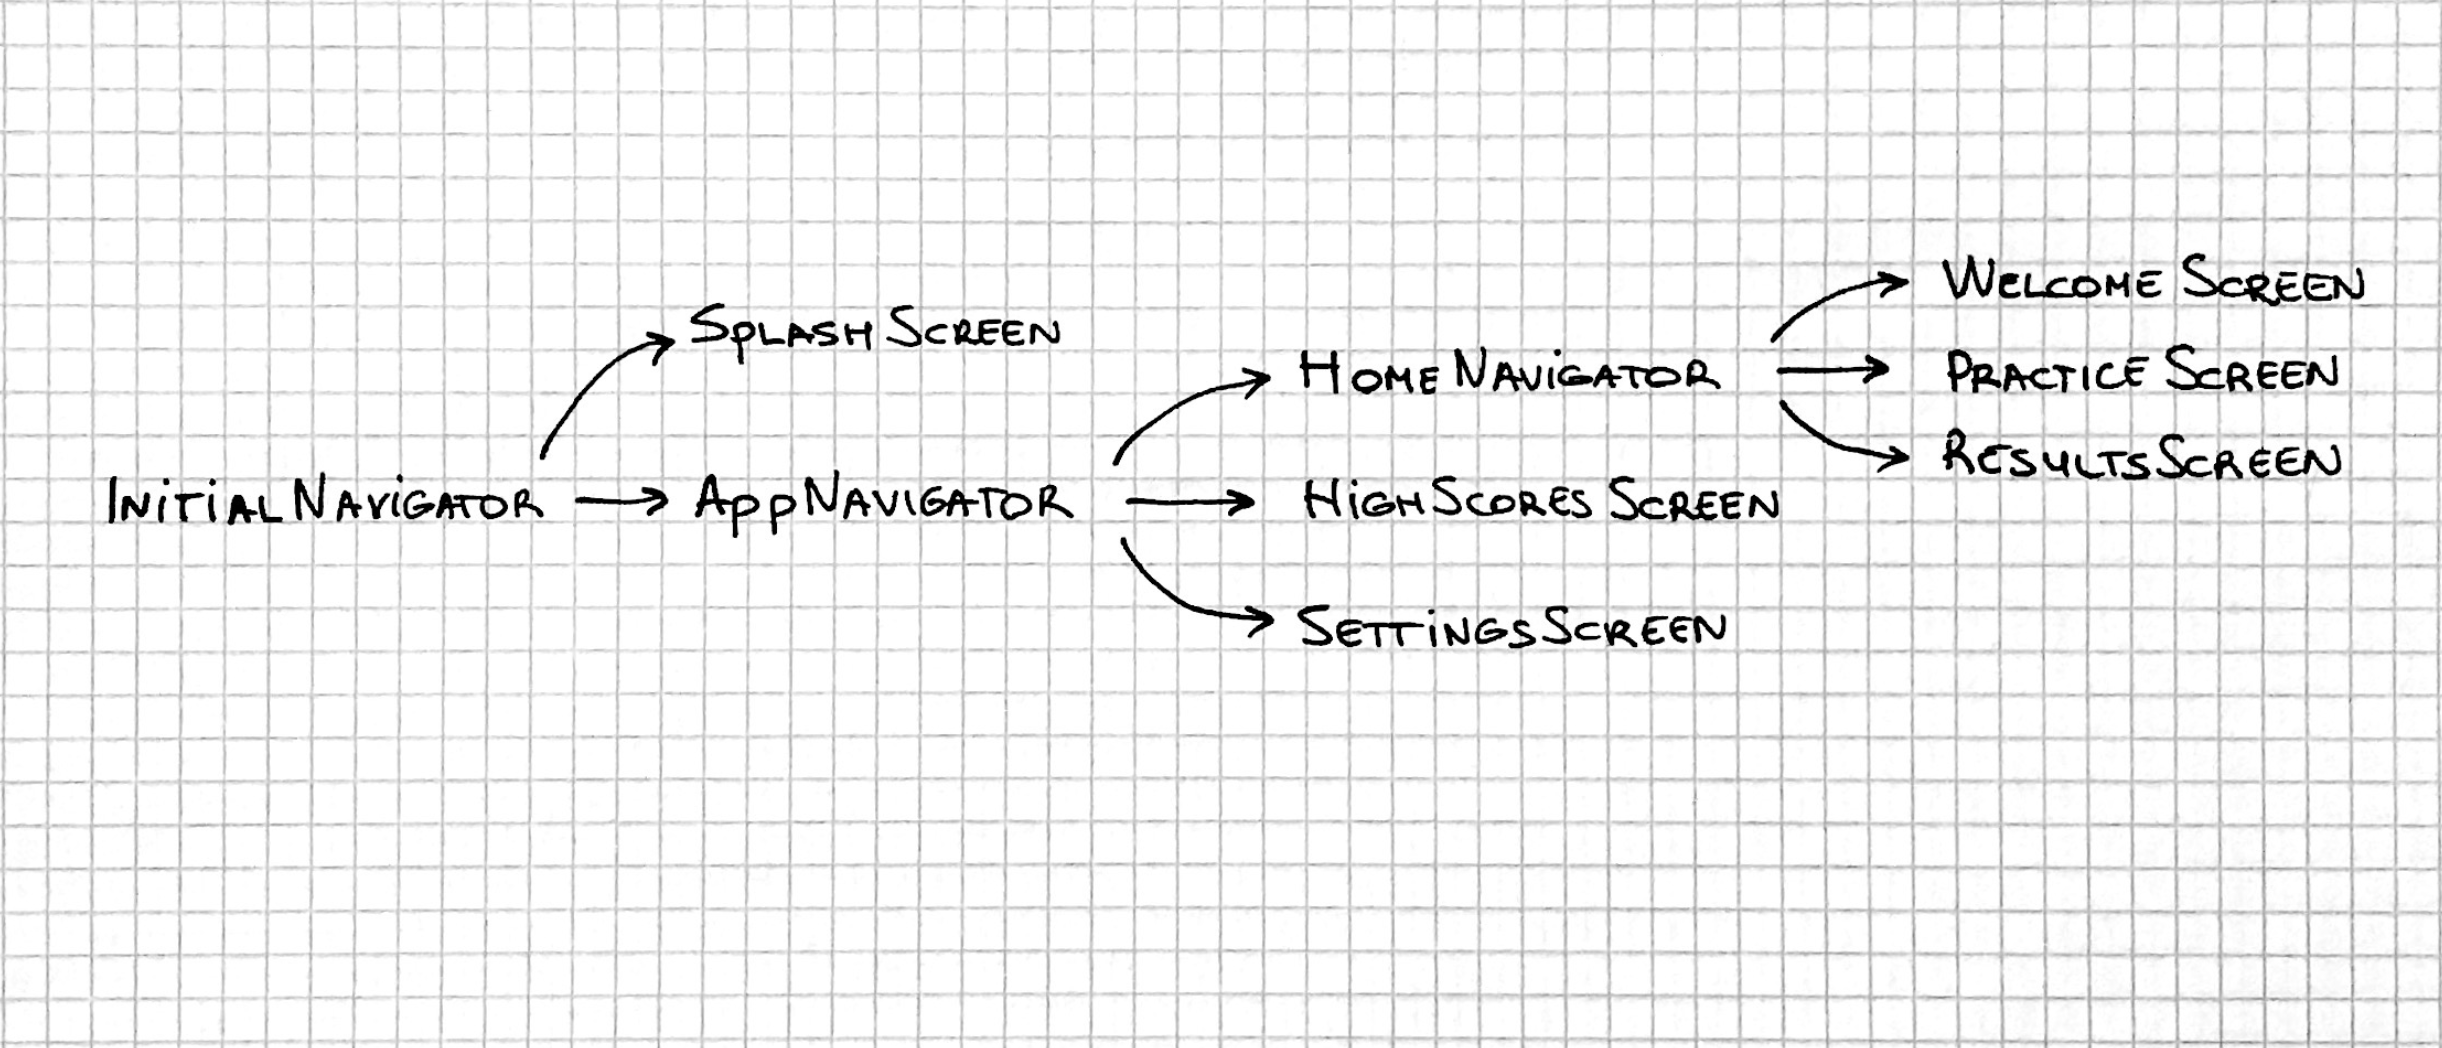 Welcome Screen
Splash Screen
Home Navigator
Practice Screen
Results Screen
Initial Navigator
App Navigator
High Scores Screen
Settings Screen